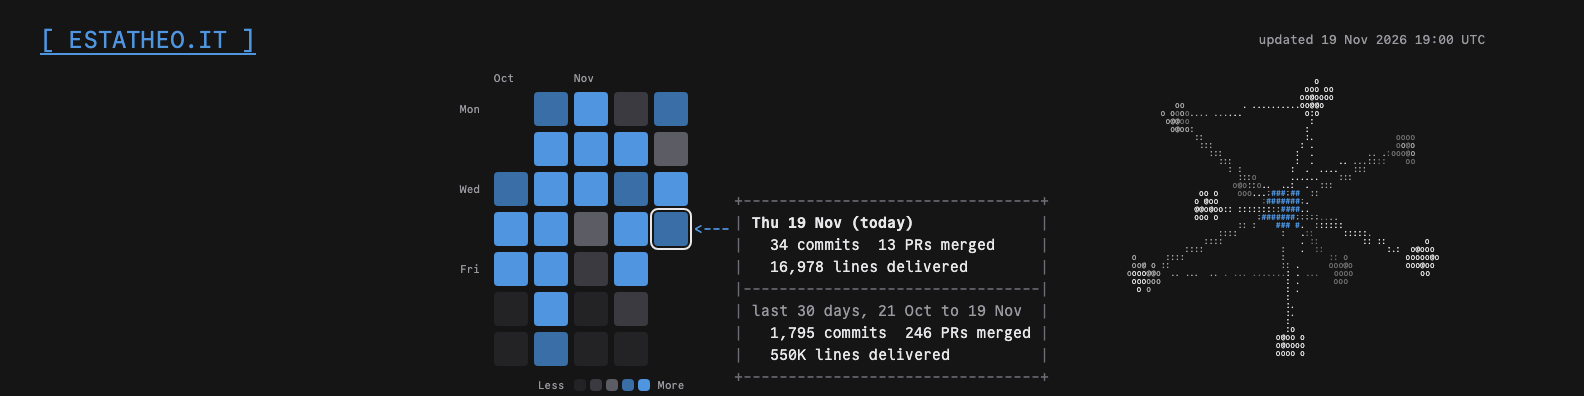 [ ESTATHEO.IT ]
updated 19 Nov 2026 19:00 UTC
Oct Nov
Mon
Wed
Fri
Less More
Thu 19 Nov (today)
34 commits 13 PRs merged
16,978 lines delivered
last 30 days, 21 Oct to 19 Nov
1,795 commits 246 PRs merged
550K lines delivered